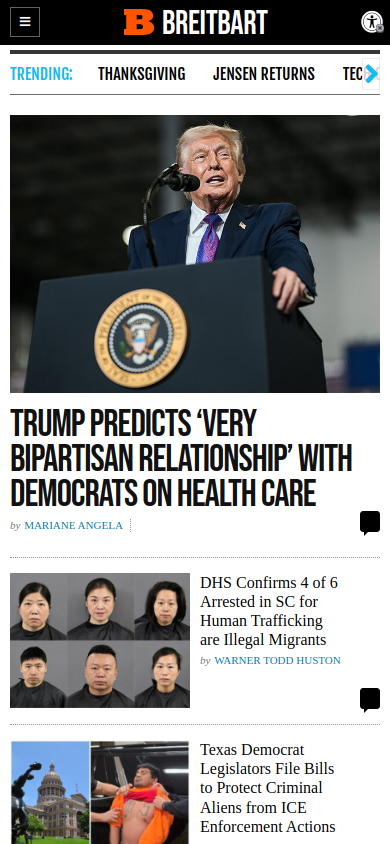 B BREITBART
TRENDING: THANKSGIVING JENSEN RETURNS TEC
TRUMP PREDICTS ‘VERY
BIPARTISAN RELATIONSHIP’ WITH
DEMOCRATS ON HEALTH CARE
by MARIANE ANGELA
DHS Confirms 4 of 6
Arrested in SC for
Human Trafficking
are Illegal Migrants
by WARNER TODD HUSTON
Texas Democrat
Legislators File Bills
to Protect Criminal
Aliens from ICE
Enforcement Actions